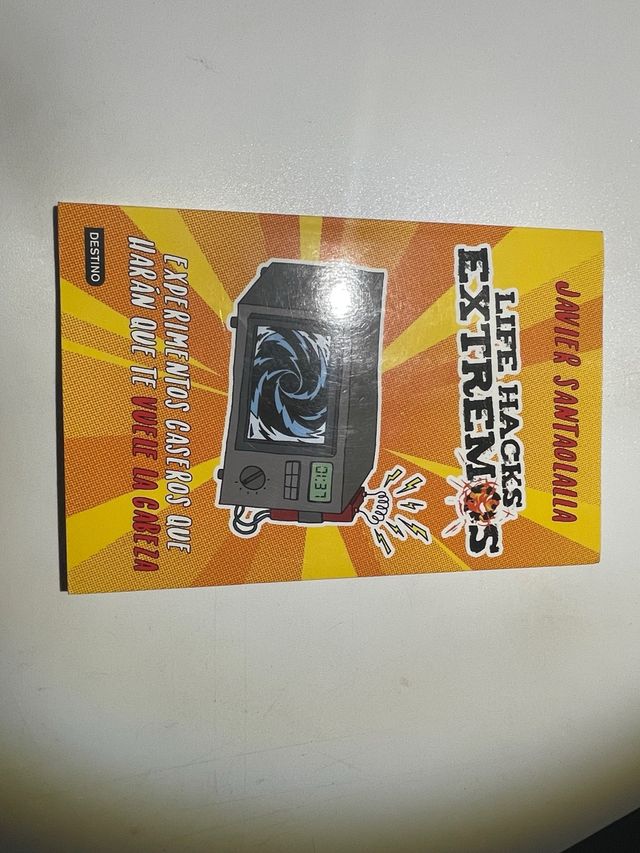 JAVIER SANTAOLALLA
LIFE HACKS
EXTREMOS
EXPERIMENTOS CASEROS QUE
HARÁN QUE TE VUELE LA CABEZA
DESTINO